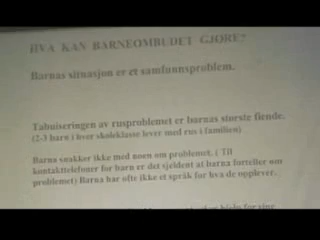 HVA KAN BARNEOMBUDET GJØRE?
Barnas situasjon er et samfunnsproblem.
Tabuiseringen av rusproblemet er barnas største fiende.
(2-3 barn i hver skoleklasse lever med rus i familien)
Barna snakker ikke med noen om problemet. ( Til
kontakttelefoner for barn er det sjeldent at barna forteller om
problemet) Barna har ofte ikke et språk for hva de opplever.